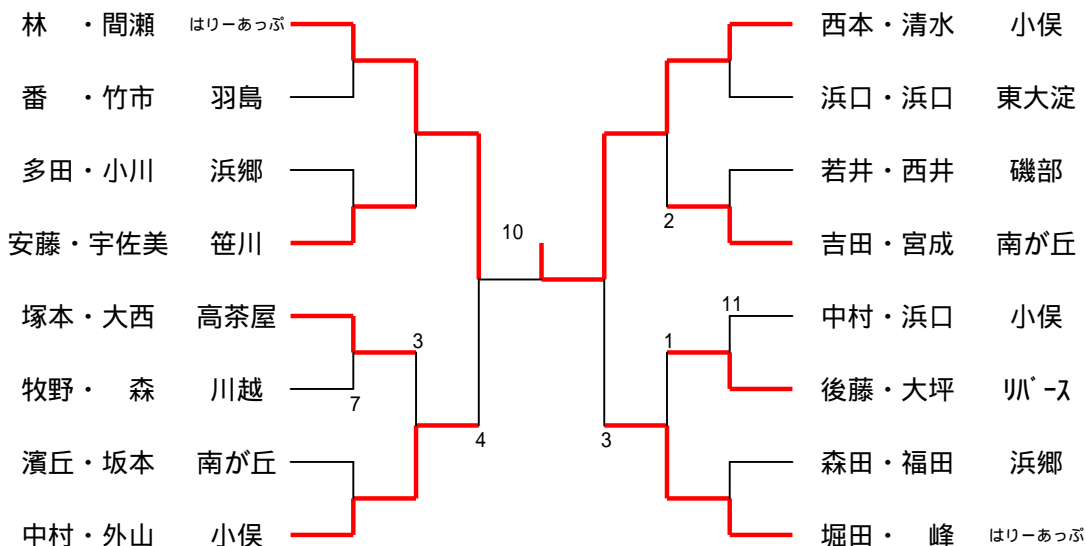 林　・間瀬　はりーあっぷ
西本・清水　小俣
番　・竹市　羽島
浜口・浜口　東大淀
多田・小川　浜郷
若井・西井　磯部
2
安藤・宇佐美　笹川
10
吉田・宮成　南が丘
塚本・大西　高茶屋
11
中村・浜口　小俣
3
1
牧野・　森　川越
7
後藤・大坪　ﾘﾊﾞｰｽ
4
3
濱丘・坂本　南が丘
森田・福田　浜郷
中村・外山　小俣
堀田・　峰　はりーあっぷ